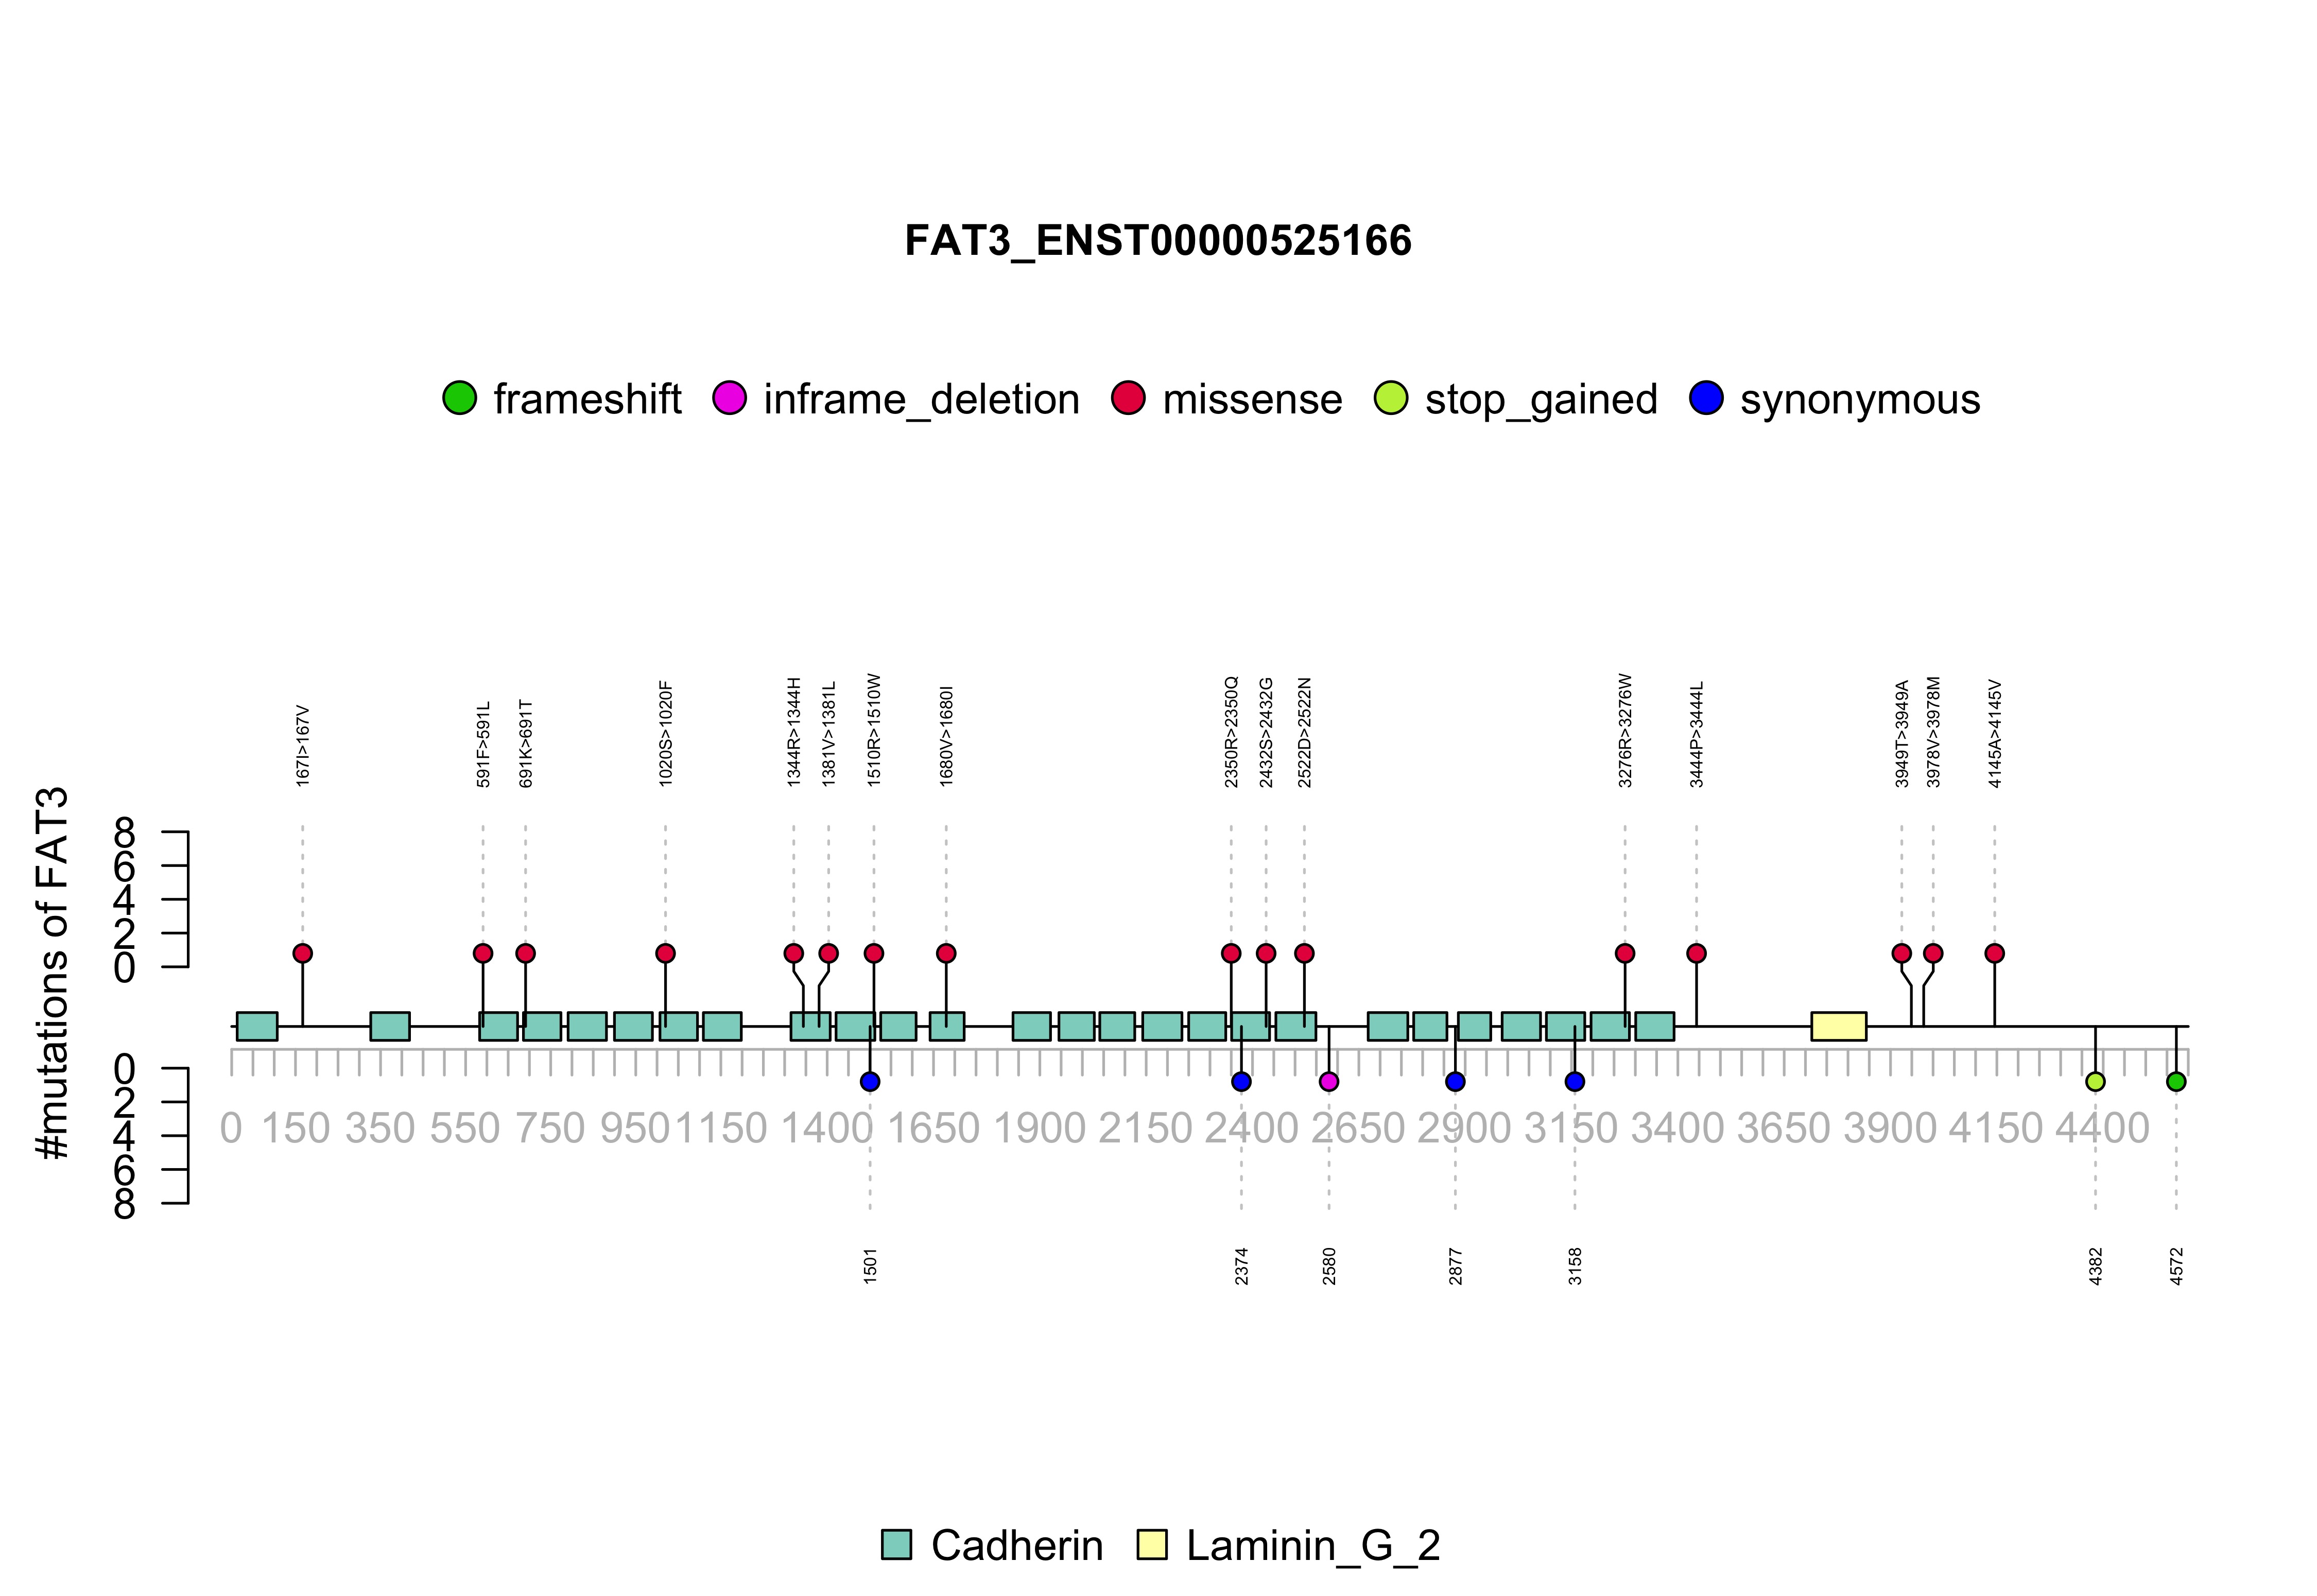 FAT3_ENST00000525166
frameshift inframe_deletion missense stop_gained synonymous
167I>167V
591F>591L
691K>691T
1020S>1020F
1344R>1344H
1381V>1381L
1510R>1510W
1680V>1680I
2350R>2350Q
2432S>2432G
2522D>2522N
3276R>3276W
3444P>3444L
3949T>3949A
3978V>3978M
4145A>4145V
#mutations of FAT3
8
6
4
2
0
0
2
4
6
8
0 150 350 550 750 950 1150 1400 1650 1900 2150 2400 2650 2900 3150 3400 3650 3900 4150 4400
1501
2374
2580
2877
3158
4382
4572
Cadherin Laminin_G_2